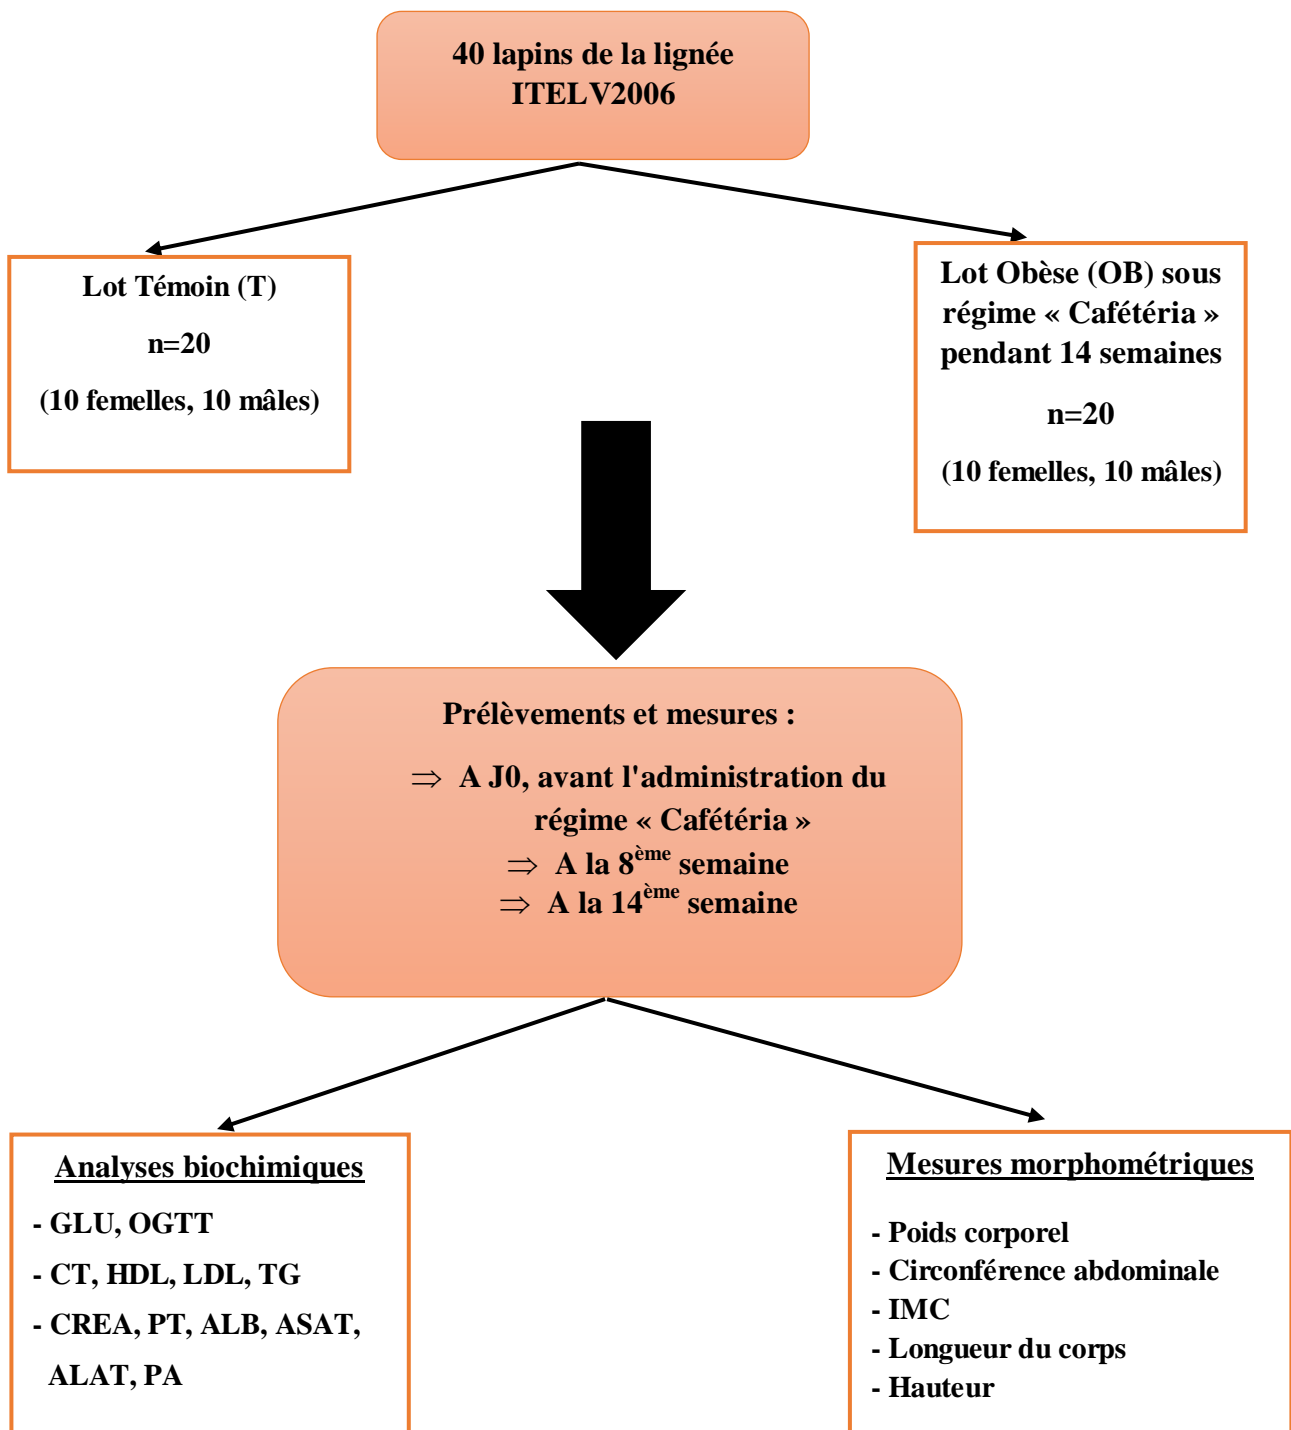 40 lapins de la lignée
ITELV2006
Lot Témoin (T)
n=20
(10 femelles, 10 mâles)
Lot Obèse (OB) sous
régime « Cafétéria »
pendant 14 semaines
n=20
(10 femelles, 10 mâles)
Prélèvements et mesures :
⇒ A J0, avant l'administration du
régime « Cafétéria »
⇒ A la 8ème semaine
⇒ A la 14ème semaine
Analyses biochimiques
- GLU, OGTT
- CT, HDL, LDL, TG
- CREA, PT, ALB, ASAT,
ALAT, PA
Mesures morphométriques
- Poids corporel
- Circonférence abdominale
- IMC
- Longueur du corps
- Hauteur